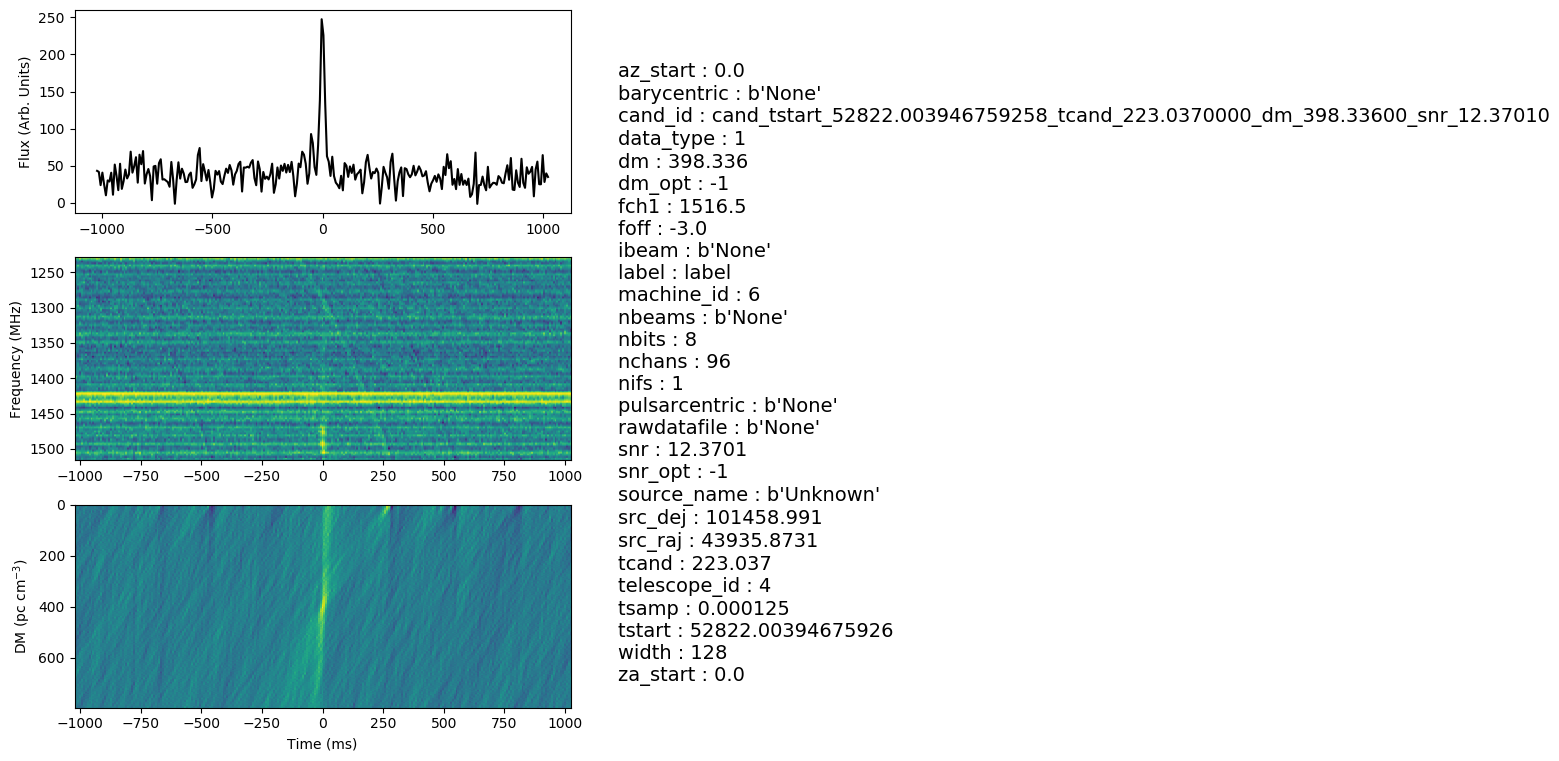 250
200
150
100
50
0
Flux (Arb. Units)
−1000 −500 0 500 1000
1250
1300
1350
1400
1450
1500
Frequency (MHz)
−1000 −750 −500 −250 0 250 500 750 1000
0
200
400
600
DM (pc cm⁻³)
−1000 −750 −500 −250 0 250 500 750 1000
Time (ms)
az_start : 0.0
barycentric : b'None'
cand_id : cand_tstart_52822.003946759258_tcand_223.0370000_dm_398.33600_snr_12.37010
data_type : 1
dm : 398.336
dm_opt : -1
fch1 : 1516.5
foff : -3.0
ibeam : b'None'
label : label
machine_id : 6
nbeams : b'None'
nbits : 8
nchans : 96
nifs : 1
pulsarcentric : b'None'
rawdatafile : b'None'
snr : 12.3701
snr_opt : -1
source_name : b'Unknown'
src_dej : 101458.991
src_raj : 43935.8731
tcand : 223.037
telescope_id : 4
tsamp : 0.000125
tstart : 52822.00394675926
width : 128
za_start : 0.0